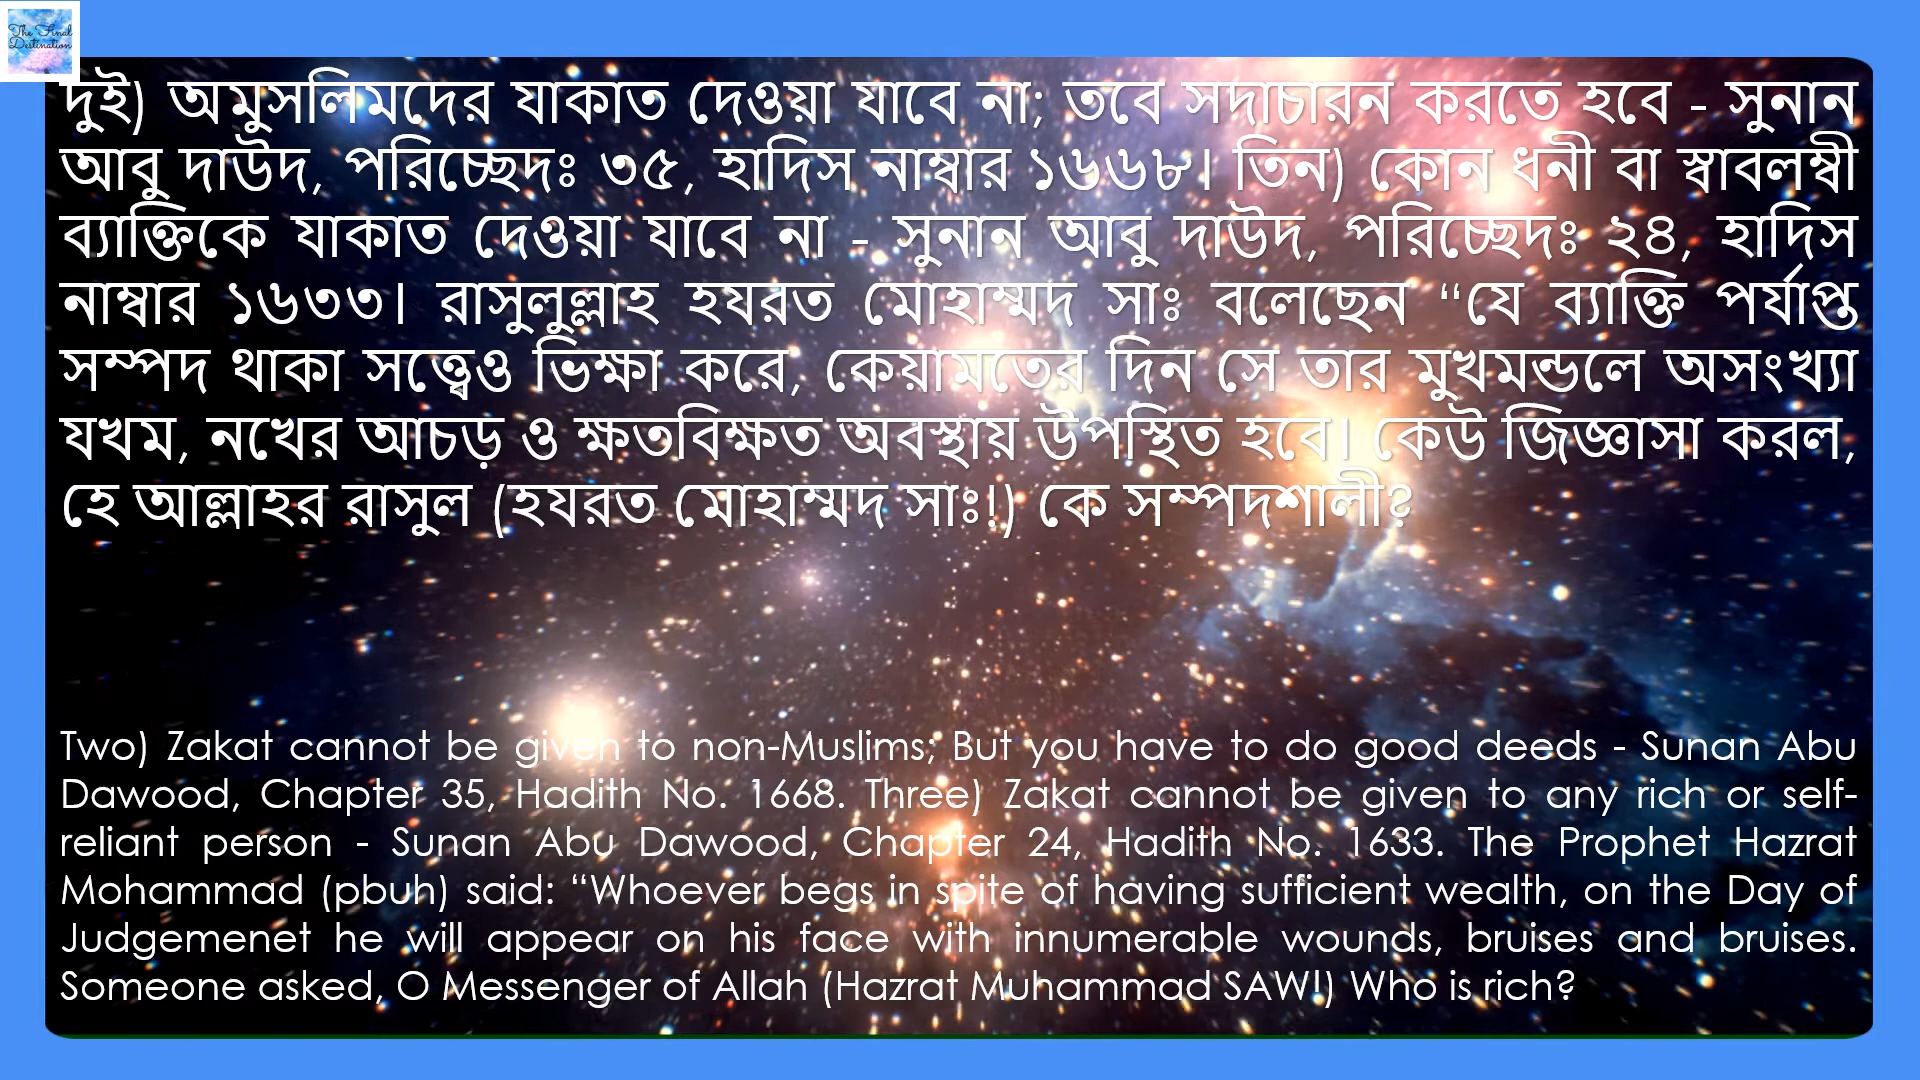 The Final
Destination
দুই) অমুসলিমদের যাকাত দেওয়া যাবে না; তবে সদাচারন করতে হবে - সুনান
আবু দাউদ, পরিচ্ছেদঃ ৩৫, হাদিস নাম্বার ১৬৬৮। তিন) কোন ধনী বা স্বাবলম্বী
ব্যাক্তিকে যাকাত দেওয়া যাবে না - সুনান আবু দাউদ, পরিচ্ছেদঃ ২৪, হাদিস
নাম্বার ১৬৩৩। রাসুলুল্লাহ হযরত মোহাম্মদ সাঃ বলেছেন “যে ব্যাক্তি পর্যাপ্ত
সম্পদ থাকা সত্ত্বেও ভিক্ষা করে, কেয়ামতের দিন সে তার মুখমন্ডলে অসংখ্যা
যখম, নখের আচড় ও ক্ষতবিক্ষত অবস্থায় উপস্থিত হবে। কেউ জিজ্ঞাসা করল,
হে আল্লাহর রাসুল (হযরত মোহাম্মদ সাঃ!) কে সম্পদশালী?
Two) Zakat cannot be given to non-Muslims; But you have to do good deeds - Sunan Abu
Dawood, Chapter 35, Hadith No. 1668. Three) Zakat cannot be given to any rich or self-
reliant person - Sunan Abu Dawood, Chapter 24, Hadith No. 1633. The Prophet Hazrat
Mohammad (pbuh) said: “Whoever begs in spite of having sufficient wealth, on the Day of
Judgemenet he will appear on his face with innumerable wounds, bruises and bruises.
Someone asked, O Messenger of Allah (Hazrat Muhammad SAW!) Who is rich?